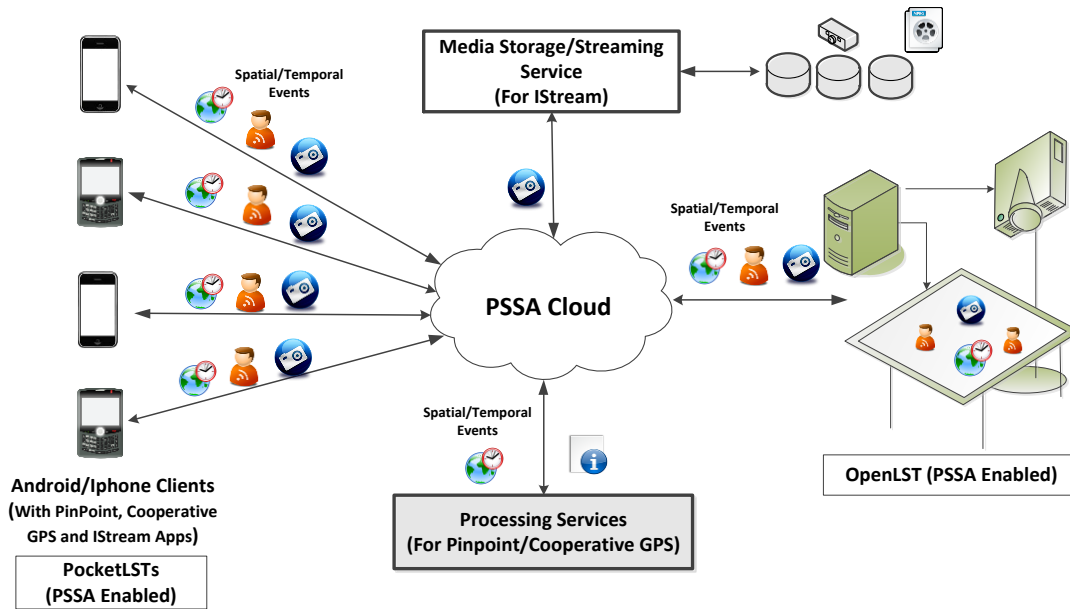 Spatial/Temporal
Events
Media Storage/Streaming
Service
(For IStream)
Spatial/Temporal
Events
PSSA Cloud
Spatial/Temporal
Events
Android/Iphone Clients
(With PinPoint, Cooperative
GPS and IStream Apps)
PocketLSTs
(PSSA Enabled)
Processing Services
(For Pinpoint/Cooperative GPS)
OpenLST (PSSA Enabled)